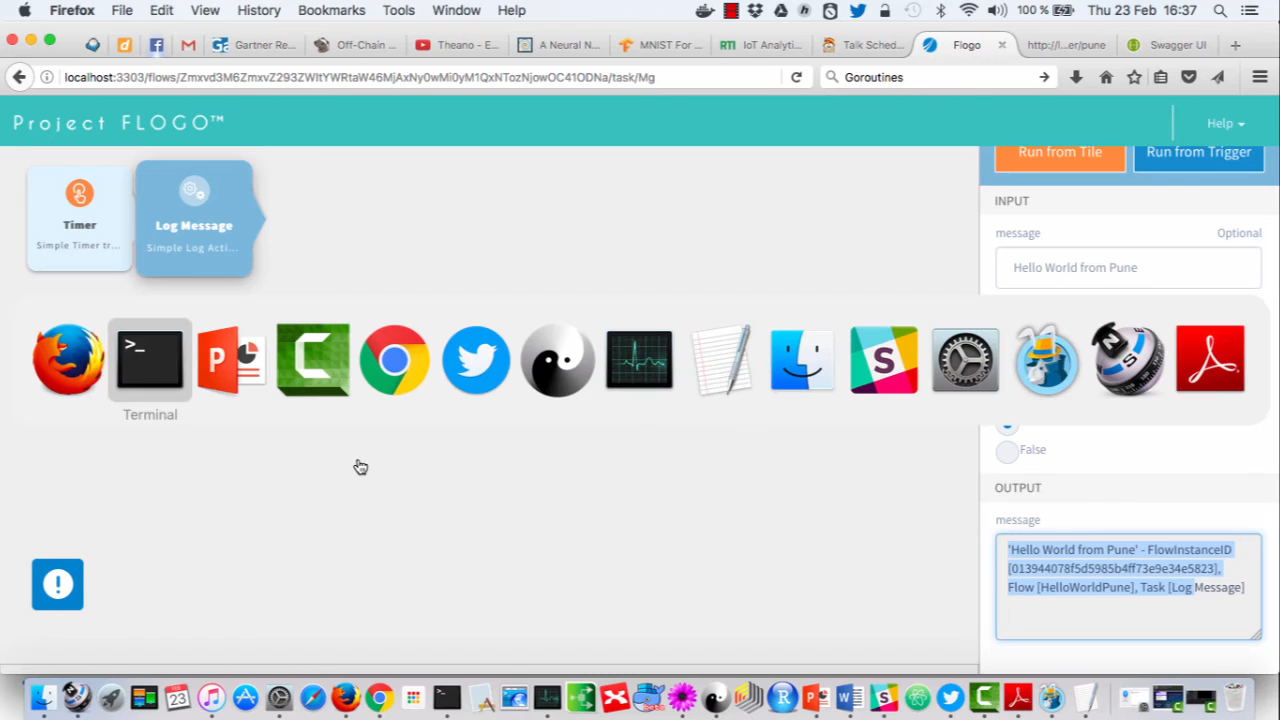 Firefox File Edit View History Bookmarks Tools Window Help 100 % Thu 23 Feb 16:37
Gartner Re... Off-Chain ... Theano - E... A Neural N... MNIST For ... IoT Analytic... Talk Sched... Flogo http://l...er/pune Swagger UI
localhost:3303/flows/Zmxvd3M6ZmxvZ293ZWItYWRtaW46MjAxNy0wMi0yM1QxNTozNjowOC41ODNa/task/Mg Goroutines
Project FLOGO™ Help
Run from Tile Run from Trigger
Timer
Simple Timer tr...
Log Message
Simple Log Acti...
INPUT
message Optional
Hello World from Pune
Terminal
False
OUTPUT
message
'Hello World from Pune' - FlowInstanceID
[013944078f5d5985b4ff73e9e34e5823],
Flow [HelloWorldPune], Task [Log Message]